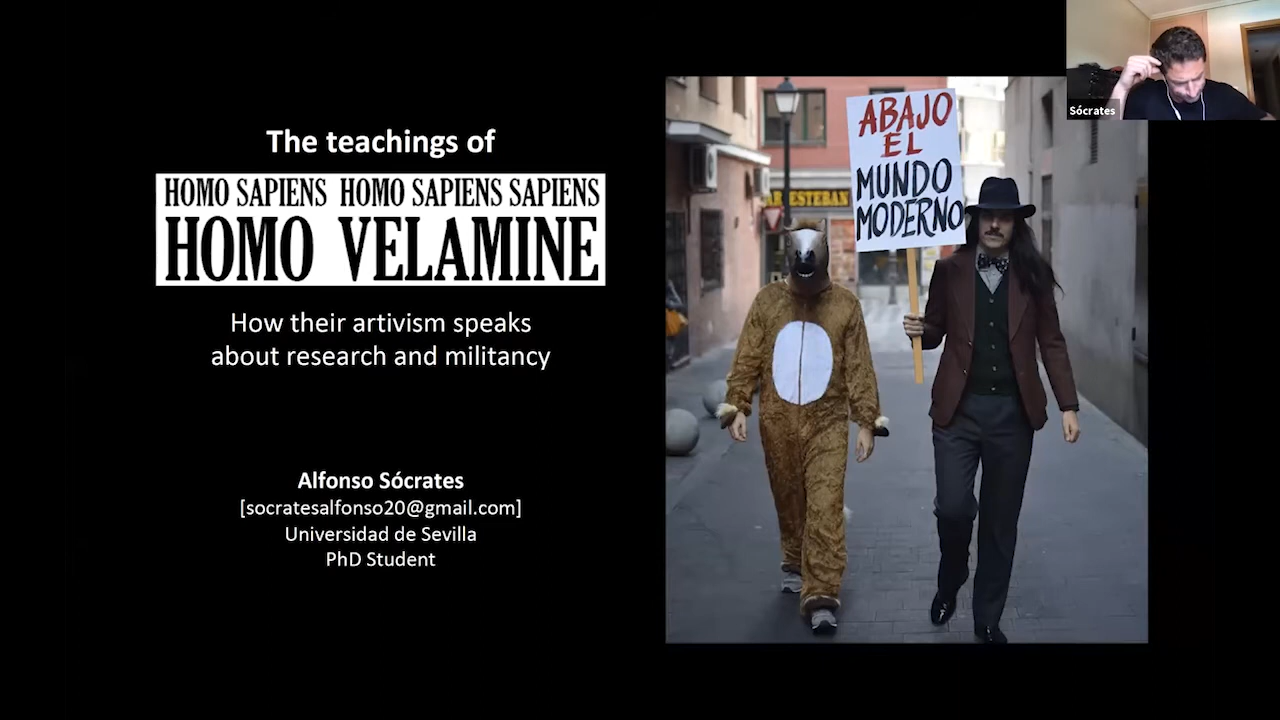 The teachings of
HOMO SAPIENS HOMO SAPIENS SAPIENS
HOMO VELAMINE
How their artivism speaks
about research and militancy
Alfonso Sócrates
[socratesalfonso20@gmail.com]
Universidad de Sevilla
PhD Student
ABAJO
EL
MUNDO
MODERNO
ESTEBAN
Sócrates